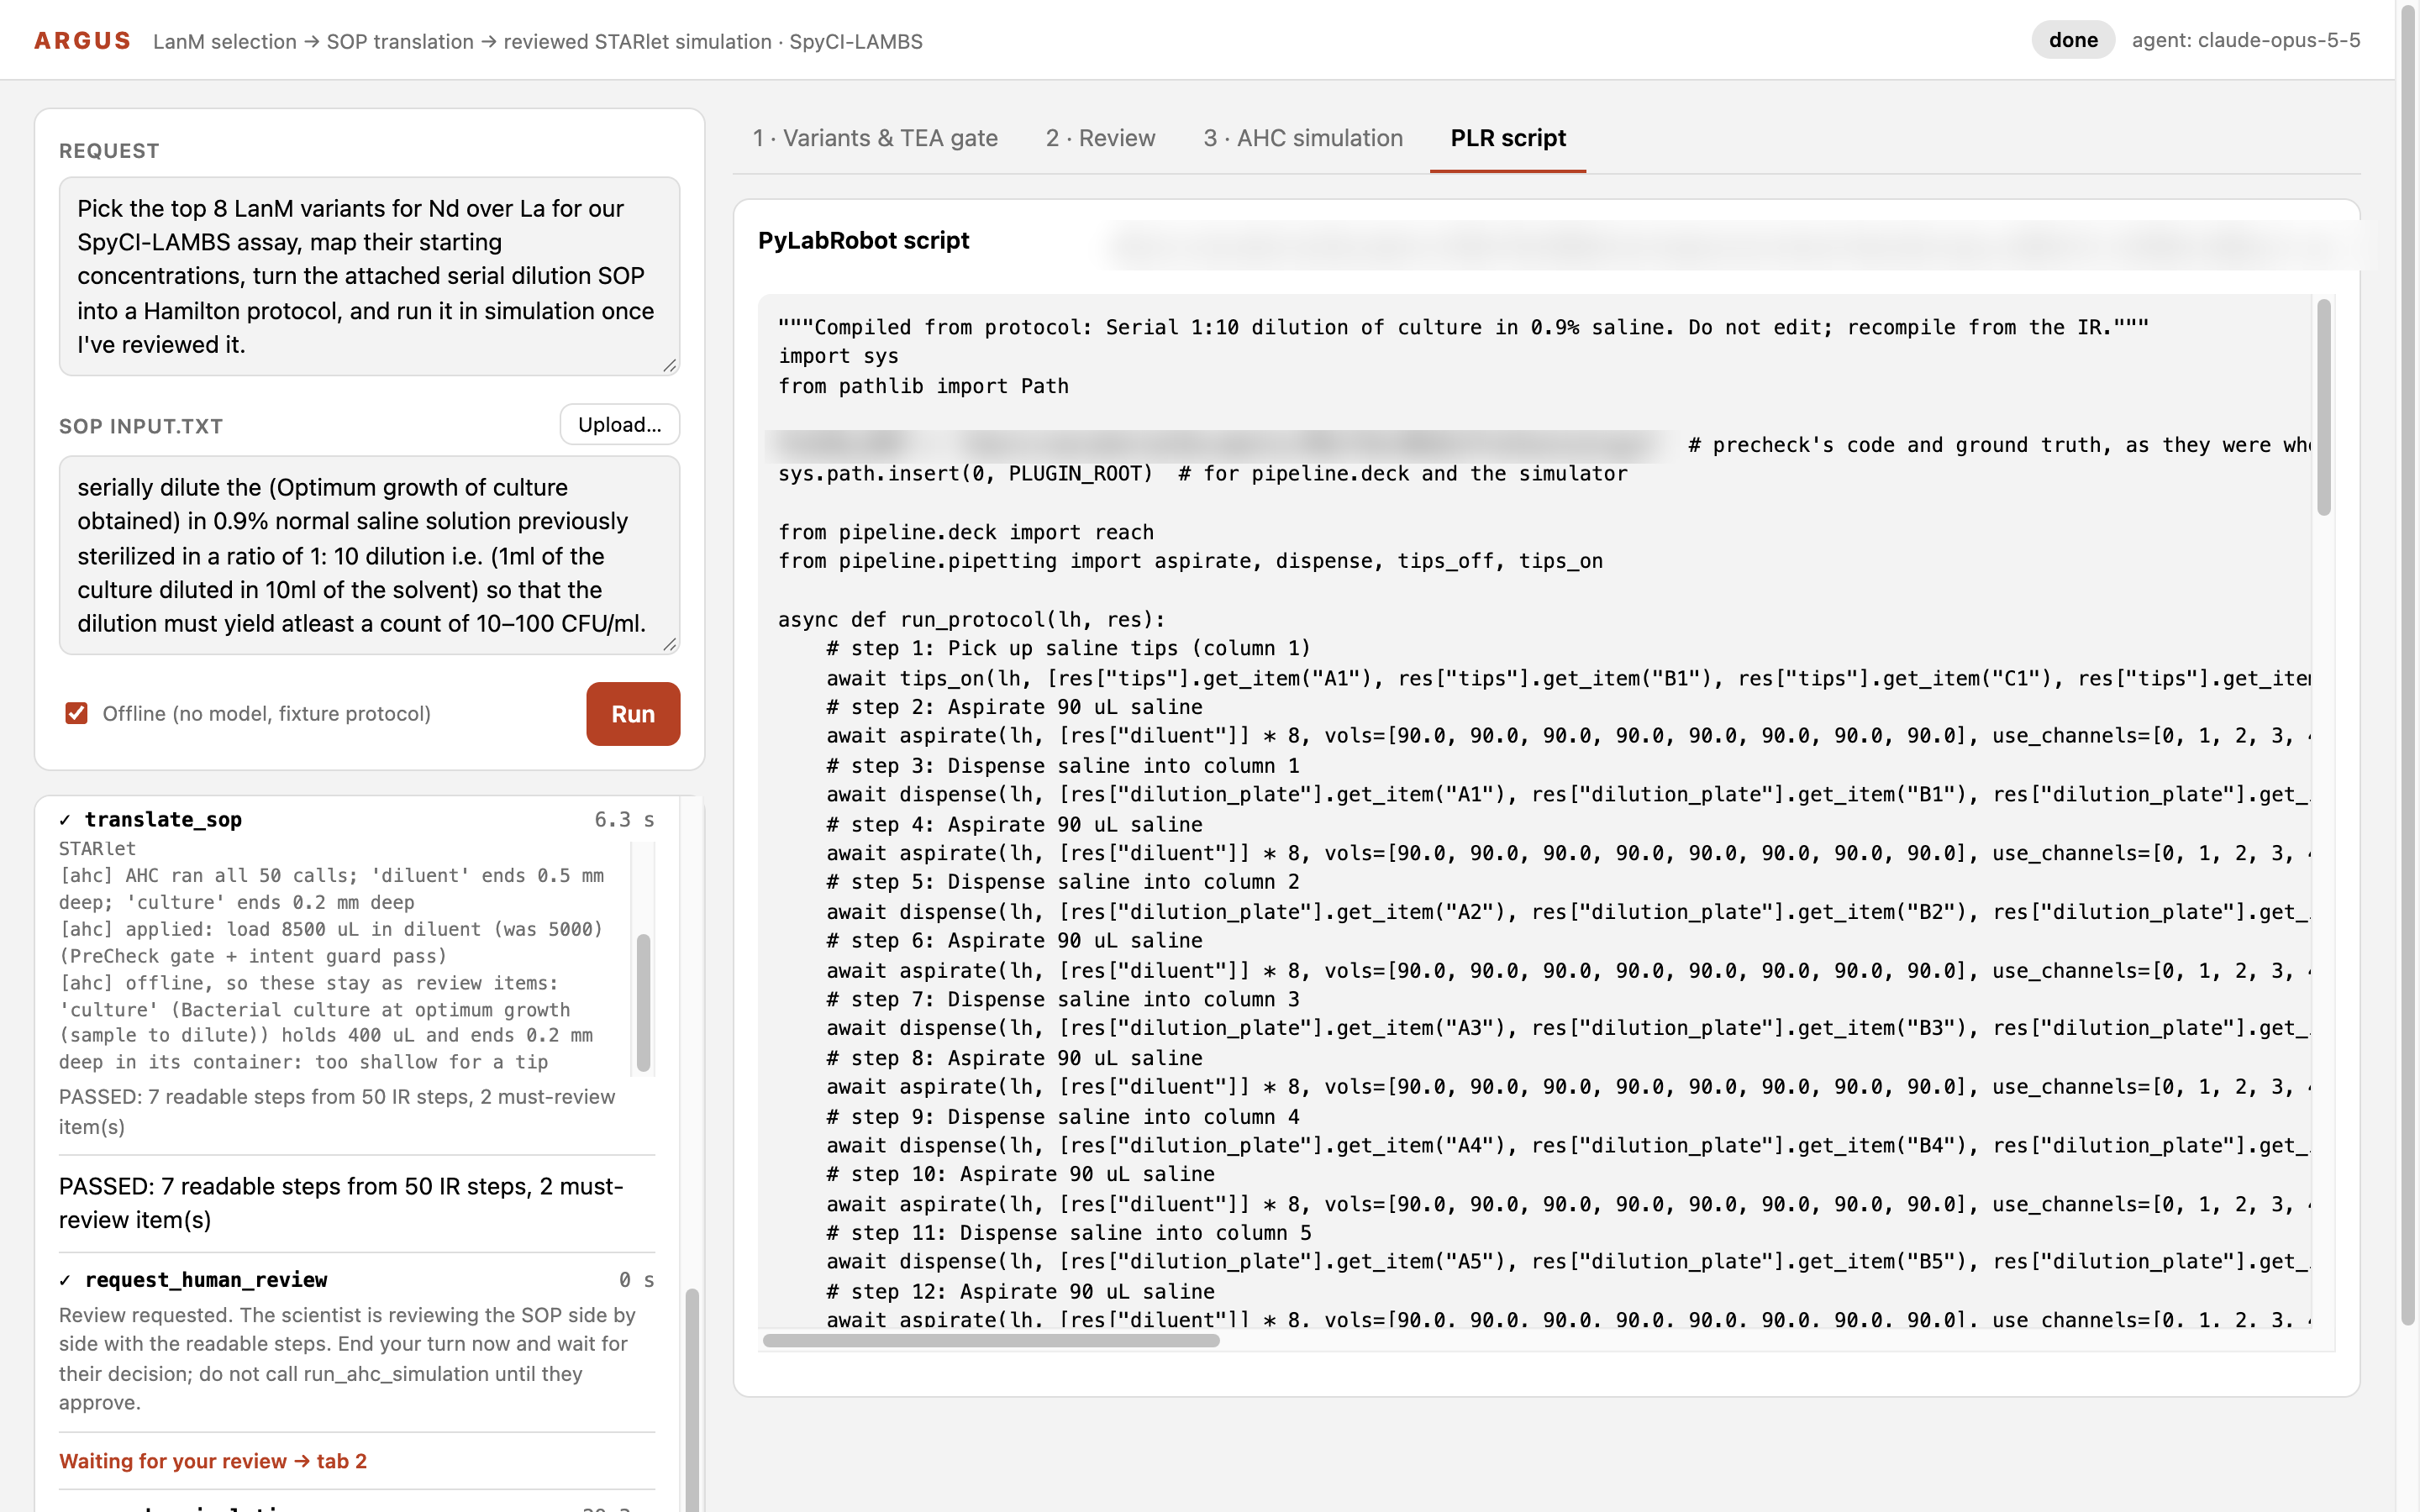 ARGUS LanM selection → SOP translation → reviewed STARlet simulation · SpyCI-LAMBS
done agent: claude-opus-5-5
REQUEST
Pick the top 8 LanM variants for Nd over La for our
SpyCI-LAMBS assay, map their starting
concentrations, turn the attached serial dilution SOP
into a Hamilton protocol, and run it in simulation once
I've reviewed it.
SOP INPUT.TXT
Upload...
serially dilute the (Optimum growth of culture
obtained) in 0.9% normal saline solution previously
sterilized in a ratio of 1: 10 dilution i.e. (1ml of the
culture diluted in 10ml of the solvent) so that the
dilution must yield atleast a count of 10–100 CFU/ml.
Offline (no model, fixture protocol)
Run
✓ translate_sop 6.3 s
STARlet
[ahc] AHC ran all 50 calls; 'diluent' ends 0.5 mm
deep; 'culture' ends 0.2 mm deep
[ahc] applied: load 8500 uL in diluent (was 5000)
(PreCheck gate + intent guard pass)
[ahc] offline, so these stay as review items:
'culture' (Bacterial culture at optimum growth
(sample to dilute)) holds 400 uL and ends 0.2 mm
deep in its container: too shallow for a tip
PASSED: 7 readable steps from 50 IR steps, 2 must-review
item(s)
PASSED: 7 readable steps from 50 IR steps, 2 must-
review item(s)
✓ request_human_review 0 s
Review requested. The scientist is reviewing the SOP side by
side with the readable steps. End your turn now and wait for
their decision; do not call run_ahc_simulation until they
approve.
Waiting for your review → tab 2
1 · Variants & TEA gate
2 · Review
3 · AHC simulation
PLR script
PyLabRobot script
"""Compiled from protocol: Serial 1:10 dilution of culture in 0.9% saline. Do not edit; recompile from the IR."""
import sys
from pathlib import Path
# precheck's code and ground truth, as they were
sys.path.insert(0, PLUGIN_ROOT) # for pipeline.deck and the simulator
from pipeline.deck import reach
from pipeline.pipetting import aspirate, dispense, tips_off, tips_on
async def run_protocol(lh, res):
# step 1: Pick up saline tips (column 1)
await tips_on(lh, [res["tips"].get_item("A1"), res["tips"].get_item("B1"), res["tips"].get_item("C1"), res["tips"].get_item
# step 2: Aspirate 90 uL saline
await aspirate(lh, [res["diluent"]] * 8, vols=[90.0, 90.0, 90.0, 90.0, 90.0, 90.0, 90.0, 90.0], use_channels=[0, 1, 2, 3,
# step 3: Dispense saline into column 1
await dispense(lh, [res["dilution_plate"].get_item("A1"), res["dilution_plate"].get_item("B1"), res["dilution_plate"].get_
# step 4: Aspirate 90 uL saline
await aspirate(lh, [res["diluent"]] * 8, vols=[90.0, 90.0, 90.0, 90.0, 90.0, 90.0, 90.0, 90.0], use_channels=[0, 1, 2, 3,
# step 5: Dispense saline into column 2
await dispense(lh, [res["dilution_plate"].get_item("A2"), res["dilution_plate"].get_item("B2"), res["dilution_plate"].get_
# step 6: Aspirate 90 uL saline
await aspirate(lh, [res["diluent"]] * 8, vols=[90.0, 90.0, 90.0, 90.0, 90.0, 90.0, 90.0, 90.0], use_channels=[0, 1, 2, 3,
# step 7: Dispense saline into column 3
await dispense(lh, [res["dilution_plate"].get_item("A3"), res["dilution_plate"].get_item("B3"), res["dilution_plate"].get_
# step 8: Aspirate 90 uL saline
await aspirate(lh, [res["diluent"]] * 8, vols=[90.0, 90.0, 90.0, 90.0, 90.0, 90.0, 90.0, 90.0], use_channels=[0, 1, 2, 3,
# step 9: Dispense saline into column 4
await dispense(lh, [res["dilution_plate"].get_item("A4"), res["dilution_plate"].get_item("B4"), res["dilution_plate"].get_
# step 10: Aspirate 90 uL saline
await aspirate(lh, [res["diluent"]] * 8, vols=[90.0, 90.0, 90.0, 90.0, 90.0, 90.0, 90.0, 90.0], use_channels=[0, 1, 2, 3,
# step 11: Dispense saline into column 5
await dispense(lh, [res["dilution_plate"].get_item("A5"), res["dilution_plate"].get_item("B5"), res["dilution_plate"].get_
# step 12: Aspirate 90 uL saline
await aspirate(lh, [res["diluent"]] * 8, vols=[90.0, 90.0, 90.0, 90.0, 90.0, 90.0, 90.0, 90.0], use_channels=[0, 1, 2, 3,